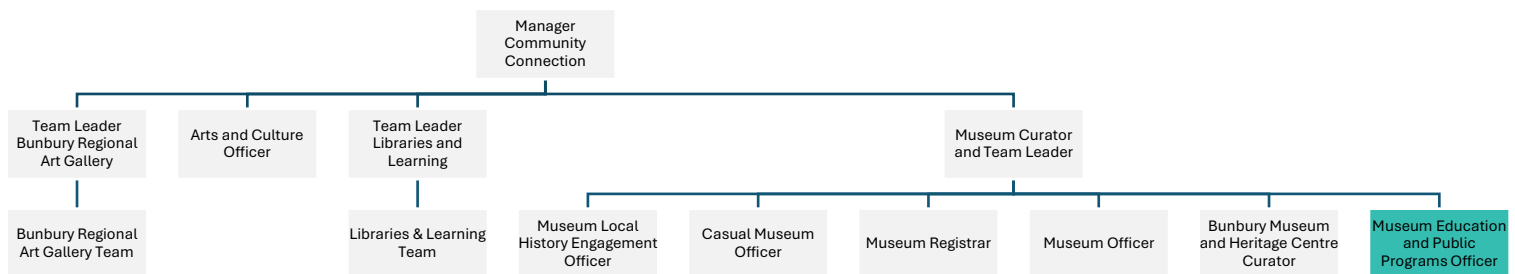 Manager
Community
Connection
Team Leader
Bunbury Regional
Art Gallery
Arts and Culture
Officer
Team Leader
Libraries and
Learning
Museum Curator
and Team Leader
Bunbury Regional
Art Gallery Team
Libraries & Learning
Team
Museum Local
History Engagement
Officer
Casual Museum
Officer
Museum Registrar
Museum Officer
Bunbury Museum
and Heritage Centre
Curator
Museum Education
and Public
Programs Officer